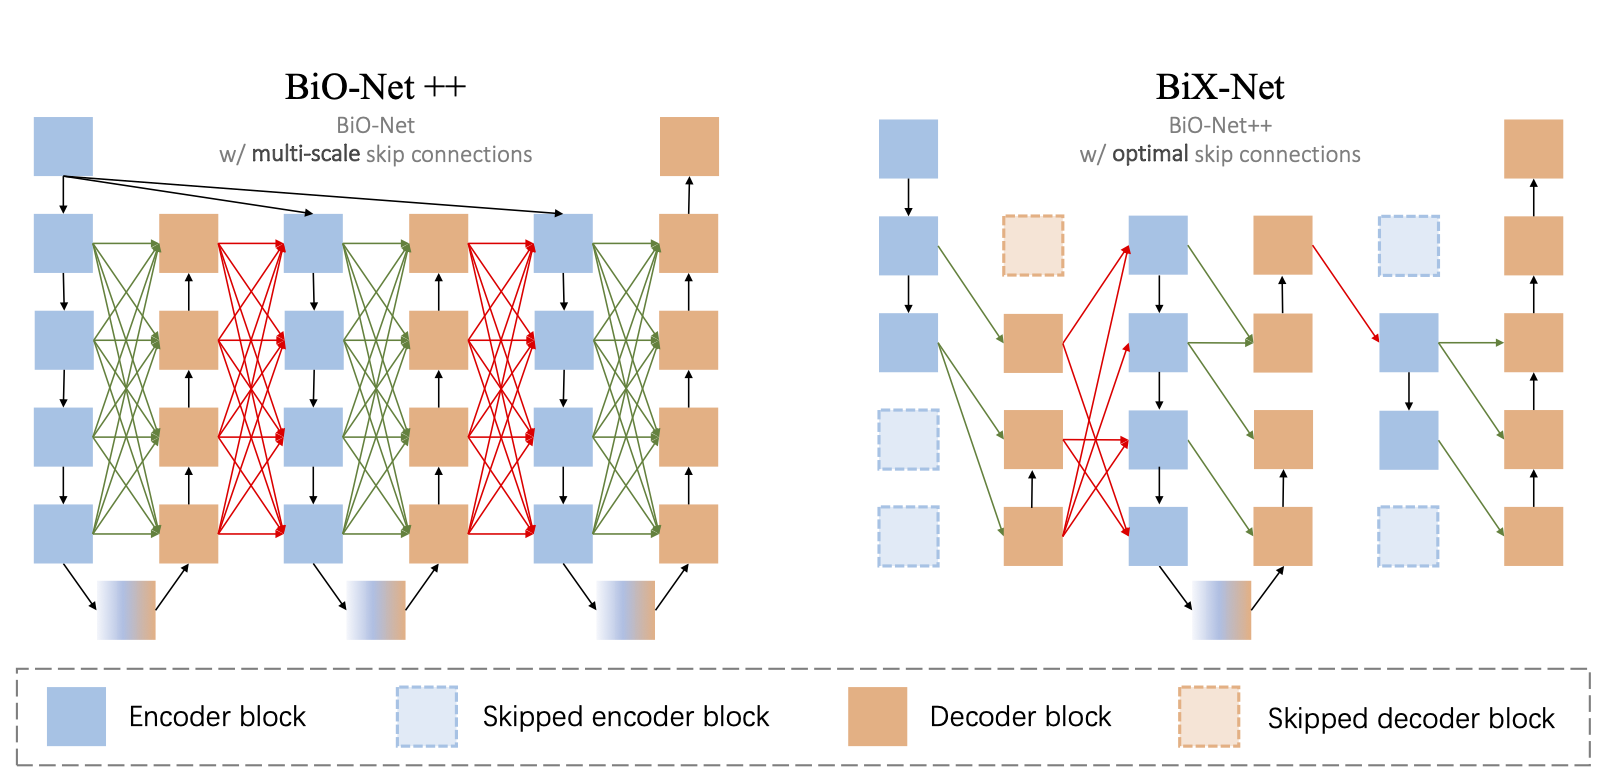 BiO-Net ++
BiO-Net
w/ multi-scale skip connections
BiX-Net
BiO-Net++
w/ optimal skip connections
Encoder block
Skipped encoder block
Decoder block
Skipped decoder block